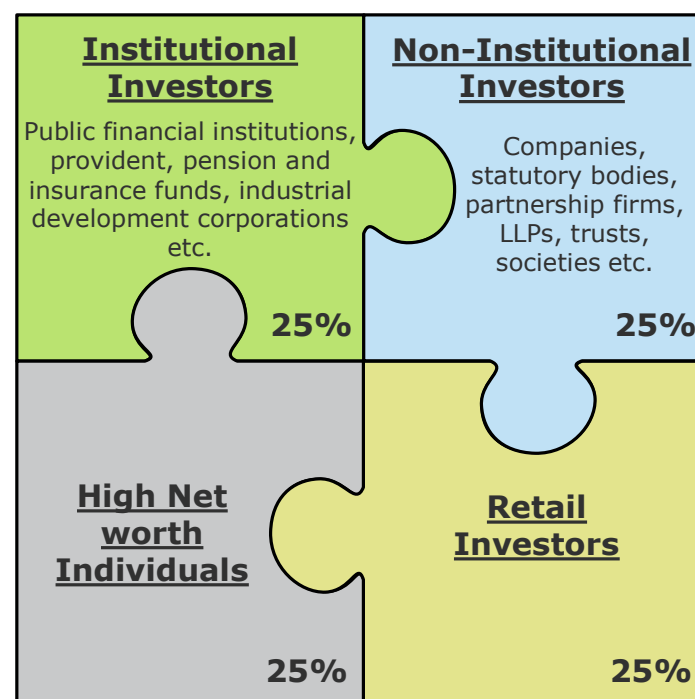 Institutional
Investors
Public financial institutions,
provident, pension and
insurance funds, industrial
development corporations
etc.
25%
Non-Institutional
Investors
Companies,
statutory bodies,
partnership firms,
LLPs, trusts,
societies etc.
25%
High Net
worth
Individuals
25%
Retail
Investors
25%